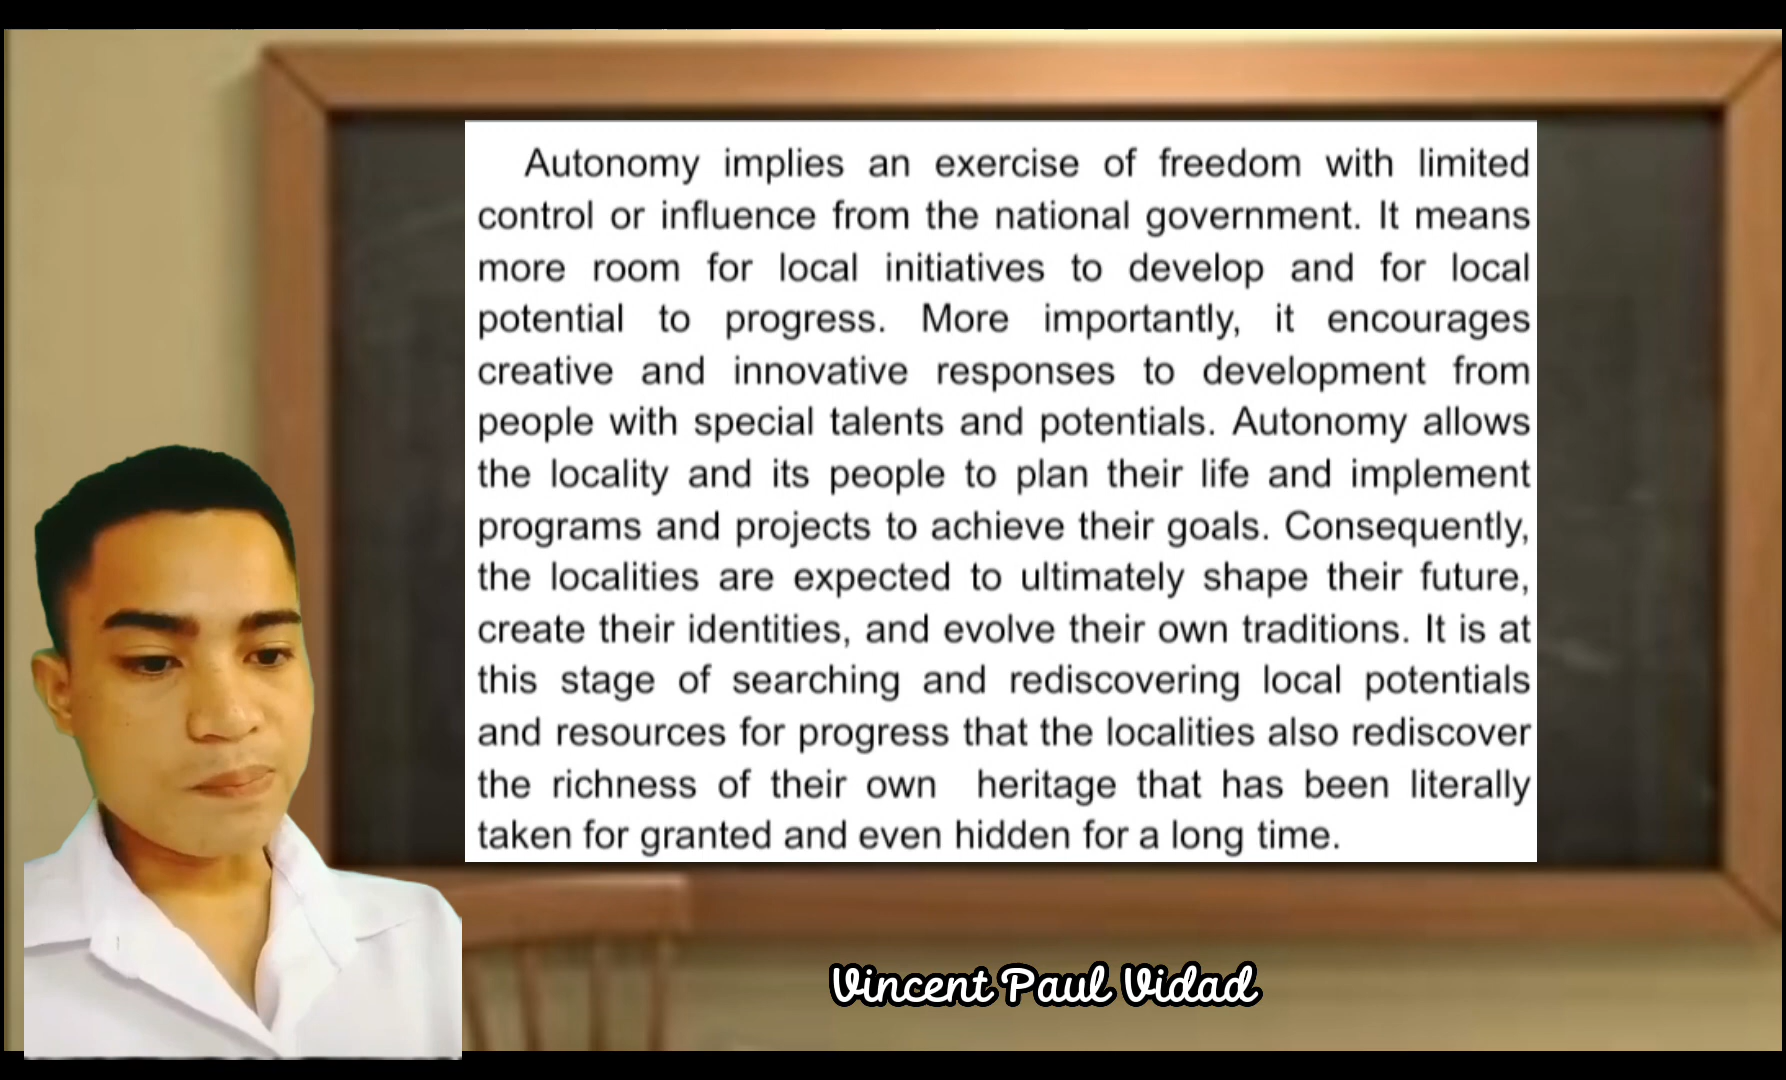 Autonomy implies an exercise of freedom with limited
control or influence from the national government. It means
more room for local initiatives to develop and for local
potential to progress. More importantly, it encourages
creative and innovative responses to development from
people with special talents and potentials. Autonomy allows
the locality and its people to plan their life and implement
programs and projects to achieve their goals. Consequently,
the localities are expected to ultimately shape their future,
create their identities, and evolve their own traditions. It is at
this stage of searching and rediscovering local potentials
and resources for progress that the localities also rediscover
the richness of their own heritage that has been literally
taken for granted and even hidden for a long time.
Vincent Paul Vidad